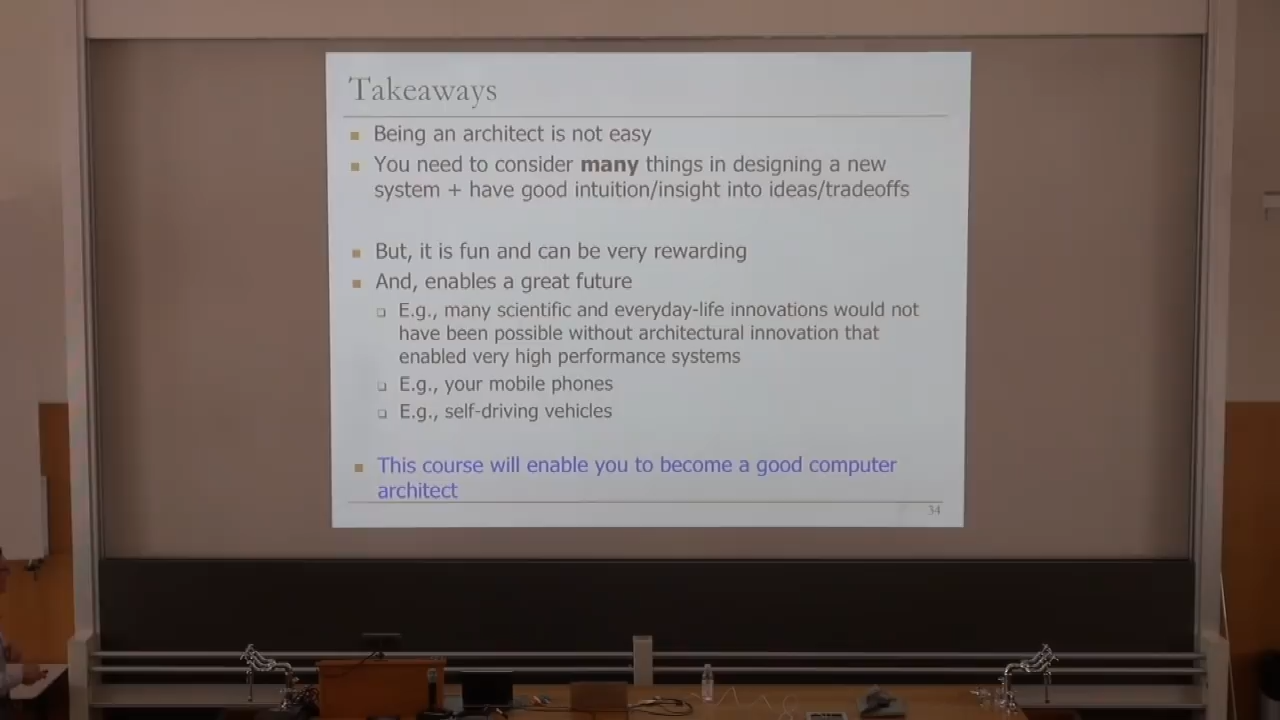 Takeaways
Being an architect is not easy
You need to consider many things in designing a new
system + have good intuition/insight into ideas/tradeoffs
But, it is fun and can be very rewarding
And, enables a great future
E.g., many scientific and everyday-life innovations would not
have been possible without architectural innovation that
enabled very high performance systems
E.g., your mobile phones
E.g., self-driving vehicles
This course will enable you to become a good computer
architect
34